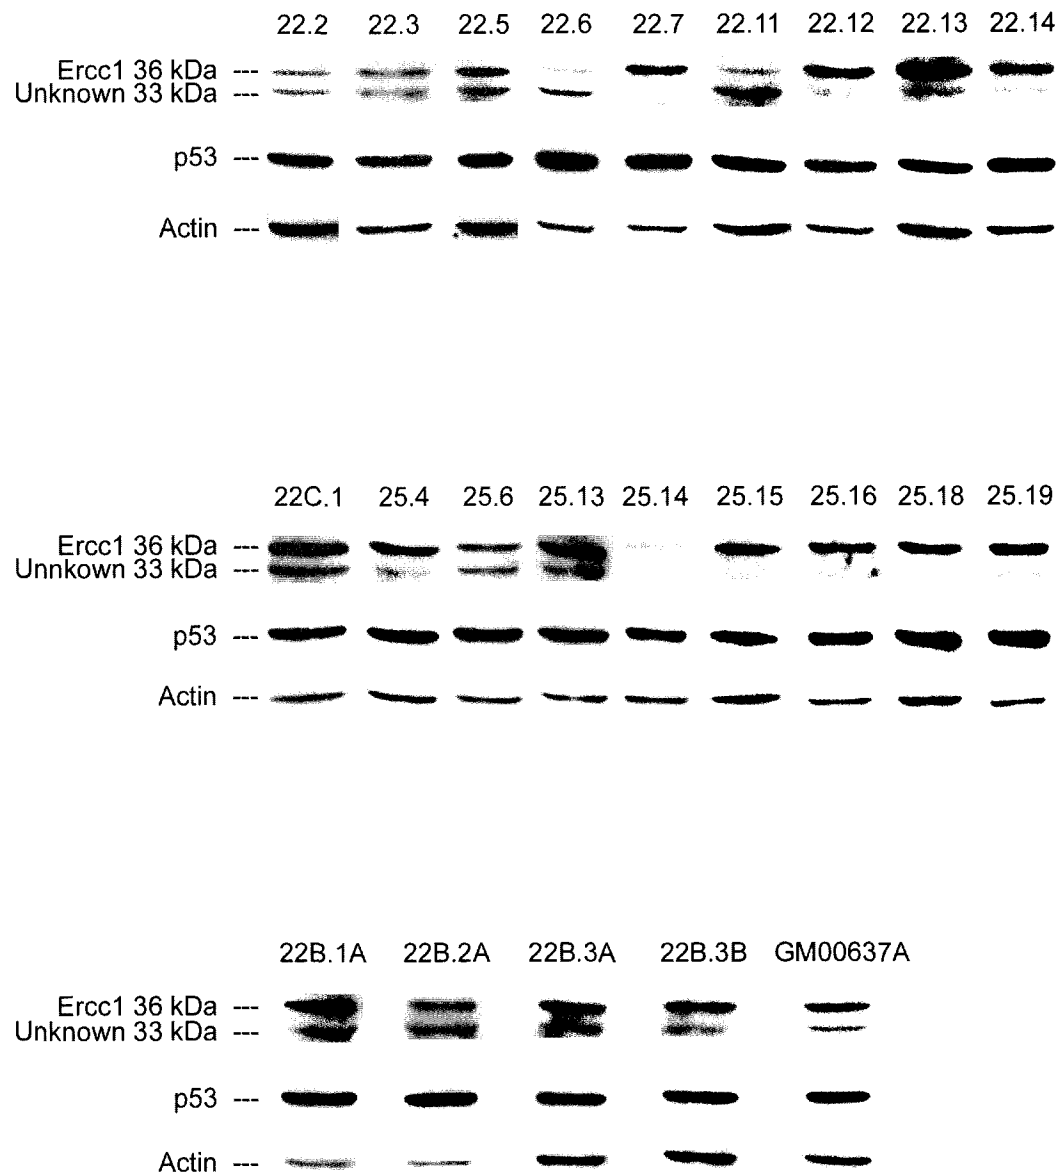 22.2 22.3 22.5 22.6 22.7 22.11 22.12 22.13 22.14
Ercc1 36 kDa ---
Unknown 33 kDa ---
p53 ---
Actin ---
22C.1 25.4 25.6 25.13 25.14 25.15 25.16 25.18 25.19
Ercc1 36 kDa ---
Unnkown 33 kDa ---
p53 ---
Actin ---
22B.1A 22B.2A 22B.3A 22B.3B GM00637A
Ercc1 36 kDa ---
Unknown 33 kDa ---
p53 ---
Actin ---